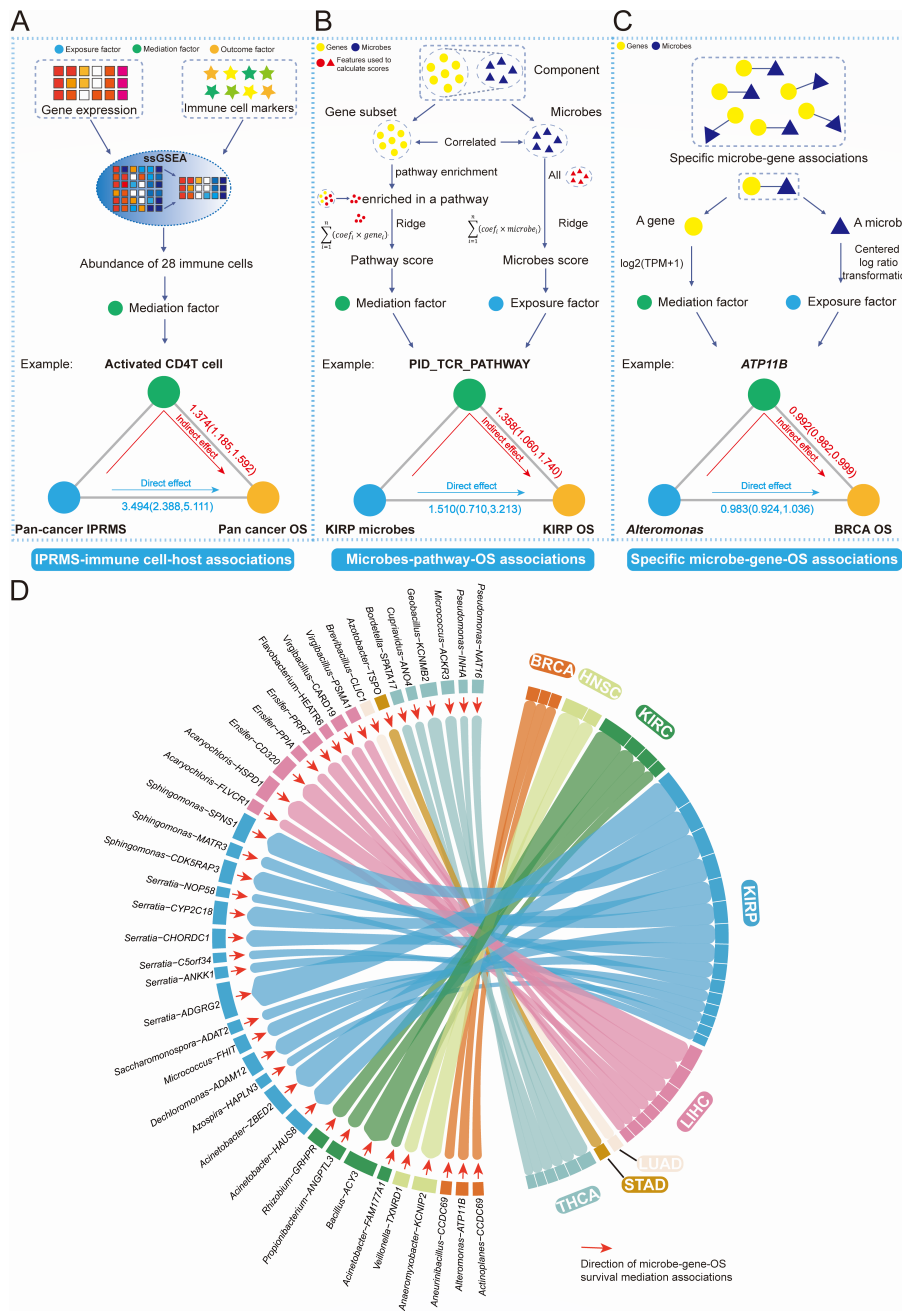 A
Exposure factor
Mediation factor
Outcome factor
Gene expression
Immune cell markers
ssGSEA
Abundance of 28 immune cells
Mediation factor
Example:
Activated CD4T cell
1.374(1.185,1.592)
Indirect effect
Direct effect
3.494(2.388,5.111)
Pan-cancer IPRMS
Pan cancer OS
IPRMS-immune cell-host associations
B
Genes
Microbes
Features used to
calculate scores
Component
Gene subset
Microbes
Correlated
pathway enrichment
All
enriched in a pathway
Ridge
Ridge
∑ⁿᵢ₌₁(coefᵢ × geneᵢ)
∑ⁿᵢ₌₁(coefᵢ × microbeᵢ)
Pathway score
Microbes score
Mediation factor
Exposure factor
Example:
PID_TCR_PATHWAY
1.358(1.060,1.740)
Indirect effect
Direct effect
1.510(0.710,3.213)
KIRP microbes
KIRP OS
Microbes-pathway-OS associations
C
Genes
Microbes
Specific microbe-gene associations
A gene
A microb
log2(TPM+1)
Centered
log ratio
transformation
Mediation factor
Exposure factor
Example:
ATP11B
0.992(0.982,0.999)
Indirect effect
Direct effect
0.983(0.924,1.036)
Alteromonas
BRCA OS
Specific microbe-gene-OS associations
D
Pseudomonas−NAT16
Pseudomonas−INHA
Micrococcus−ACKR3
Geobacillus−KCNMB2
Cupriavidus−ANO4
Bordetella−SPATA17
Azotobacter−TSPO
Brevibacillus−CLIC1
Virgibacillus−PSMA1
Virgibacillus−CARD19
Flavobacterium−HEATR6
Ensifer−PRR7
Ensifer−PPIA
Ensifer−CD320
Acaryochloris−HSPD1
Acaryochloris−FLVCR1
Sphingomonas−SPNS1
Sphingomonas−MATR3
Sphingomonas−CDK5RAP3
Serratia−NOP58
Serratia−CYP2C18
Serratia−CHORDC1
Serratia−C5orf34
Serratia−ANKK1
Serratia−ADGRG2
Saccharomonospora−ADAT2
Micrococcus−FHIT
Dechloromonas−ADAM12
Azospira−HAPLN3
Acinetobacter−ZBED2
Acinetobacter−HAUS8
Rhizobium−GRHPR
Propionibacterium−ANGPTL3
Bacillus−ACY3
Acinetobacter−FAM177A1
Veillonella−TXNRD1
Anaeromyxobacter−KCNIP2
Aneurinibacillus−CCDC69
Alteromonas−ATP11B
Actinoplanes−CCDC69
BRCA
HNSC
KIRC
KIRP
LIHC
LUAD
STAD
THCA
Direction of microbe-gene-OS
survival mediation associations